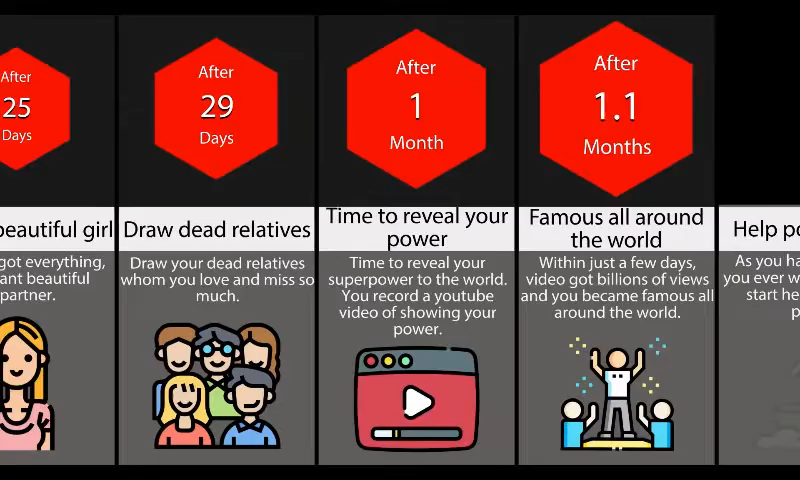 After
25
Days
beautiful girl
got everything,
beautiful
partner.
After
29
Days
Draw dead relatives
Draw your dead relatives
whom you love and miss so
much.
After
1
Month
Time to reveal your
power
Time to reveal your
superpower to the world.
You record a youtube
video of showing your
power.
After
1.1
Months
Famous all around
the world
Within just a few days,
video got billions of views
and you became famous all
around the world.
Help
As you
you ever
start